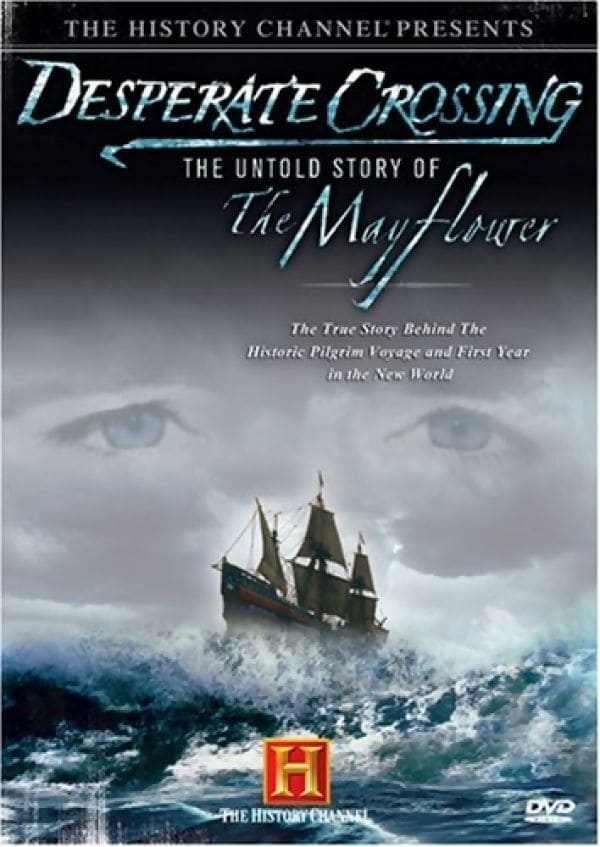 THE HISTORY CHANNEL® PRESENTS
DESPERATE CROSSING
THE UNTOLD STORY OF
The Mayflower
The True Story Behind The
Historic Pilgrim Voyage and First Year
in the New World
H
THE HISTORY CHANNEL
DVD
VIDEO